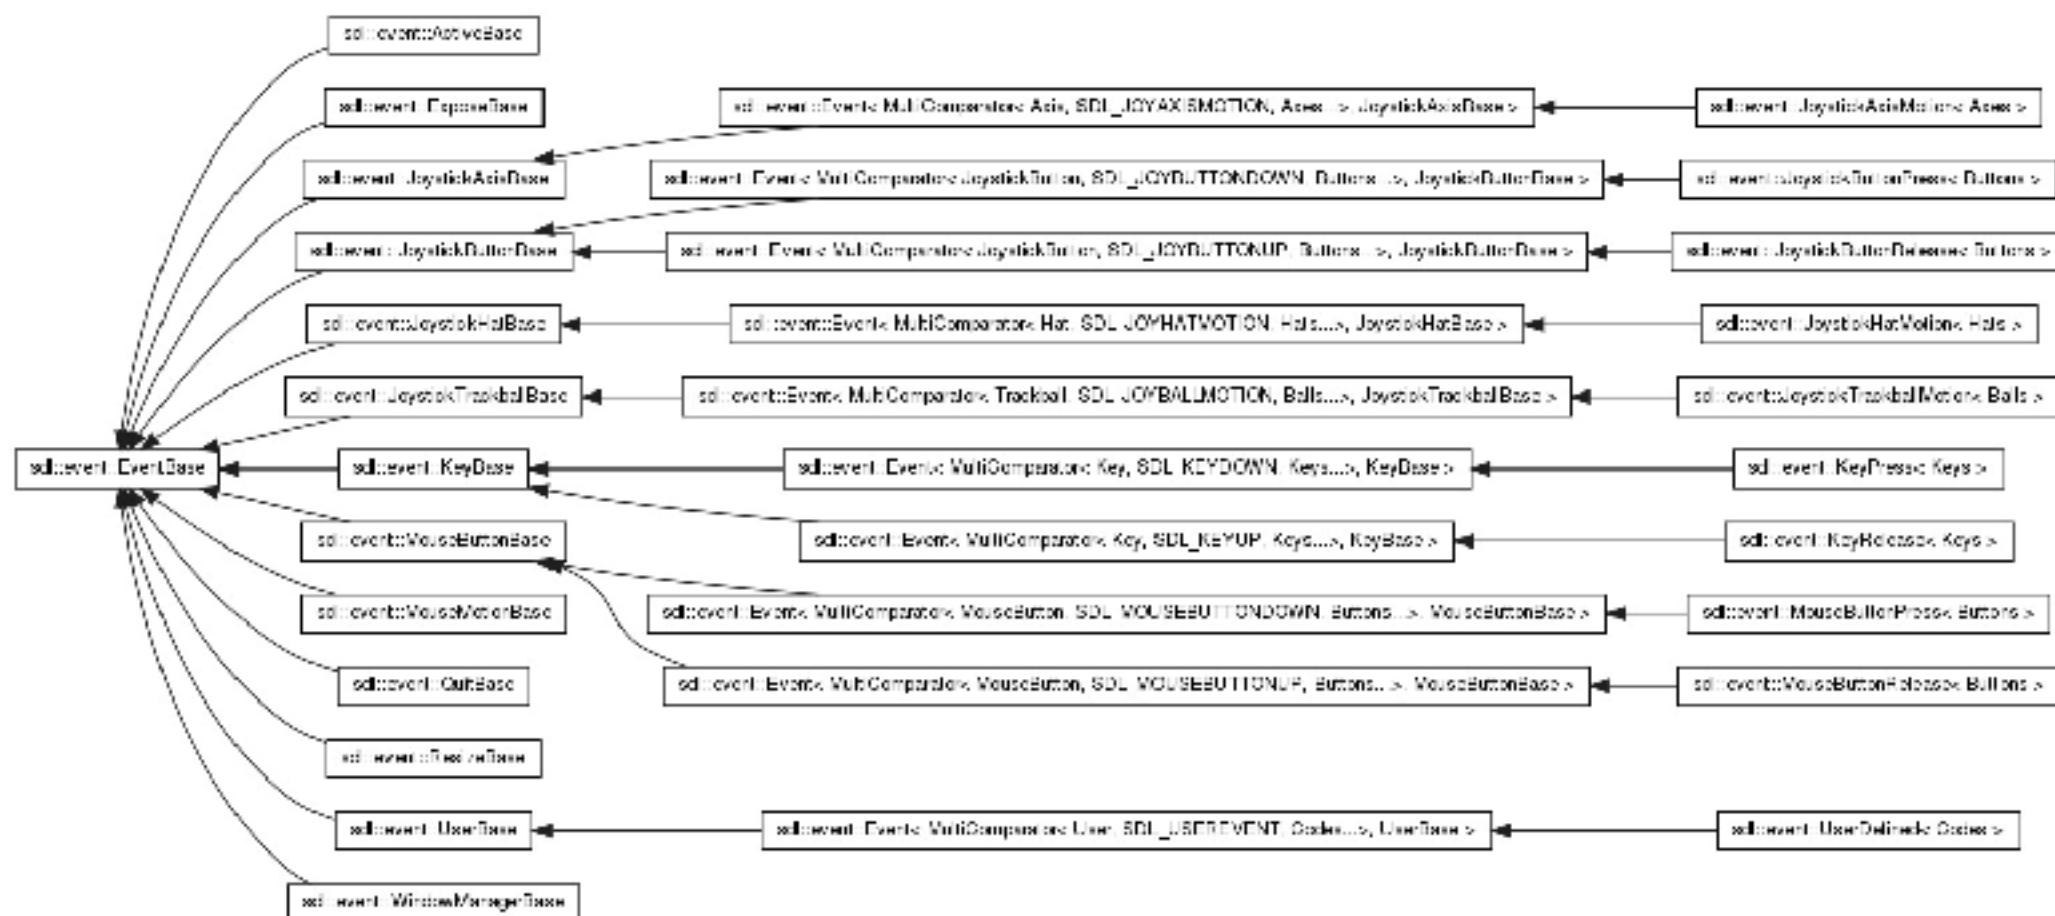 sdl::event::ActiveBase
sdl::event::ExposeBase
sdl::event::Event< MultiComparator< Axis, SDL_JOYAXISMOTION, Axes...>, JoystickAxisBase >
sdl::event::JoystickAxisMotion< Axes >
sdl::event::JoystickAxisBase
sdl::event::Event< MultiComparator< JoystickButton, SDL_JOYBUTTONDOWN, Buttons...>, JoystickButtonBase >
sdl::event::JoystickButtonPress< Buttons >
sdl::event::JoystickButtonBase
sdl::event::Event< MultiComparator< JoystickButton, SDL_JOYBUTTONUP, Buttons...>, JoystickButtonBase >
sdl::event::JoystickButtonRelease< Buttons >
sdl::event::JoystickHatBase
sdl::event::Event< MultiComparator< Hat, SDL_JOYHATMOTION, Hats...>, JoystickHatBase >
sdl::event::JoystickHatMotion< Hats >
sdl::event::JoystickTrackballBase
sdl::event::Event< MultiComparator< Trackball, SDL_JOYBALLMOTION, Balls...>, JoystickTrackballBase >
sdl::event::JoystickTrackballMotion< Balls >
sdl::event::EventBase
sdl::event::KeyBase
sdl::event::Event< MultiComparator< Key, SDL_KEYDOWN, Keys...>, KeyBase >
sdl::event::KeyPress< Keys >
sdl::event::MouseButtonBase
sdl::event::Event< MultiComparator< Key, SDL_KEYUP, Keys...>, KeyBase >
sdl::event::KeyRelease< Keys >
sdl::event::MouseMotionBase
sdl::event::Event< MultiComparator< MouseButton, SDL_MOUSEBUTTONDOWN, Buttons...>, MouseButtonBase >
sdl::event::MouseButtonPress< Buttons >
sdl::event::QuitBase
sdl::event::Event< MultiComparator< MouseButton, SDL_MOUSEBUTTONUP, Buttons...>, MouseButtonBase >
sdl::event::MouseButtonRelease< Buttons >
sdl::event::ResizeBase
sdl::event::UserBase
sdl::event::Event< MultiComparator< User, SDL_USEREVENT, Codes...>, UserBase >
sdl::event::UserDefined< Codes >
sdl::event::WindowManagerBase